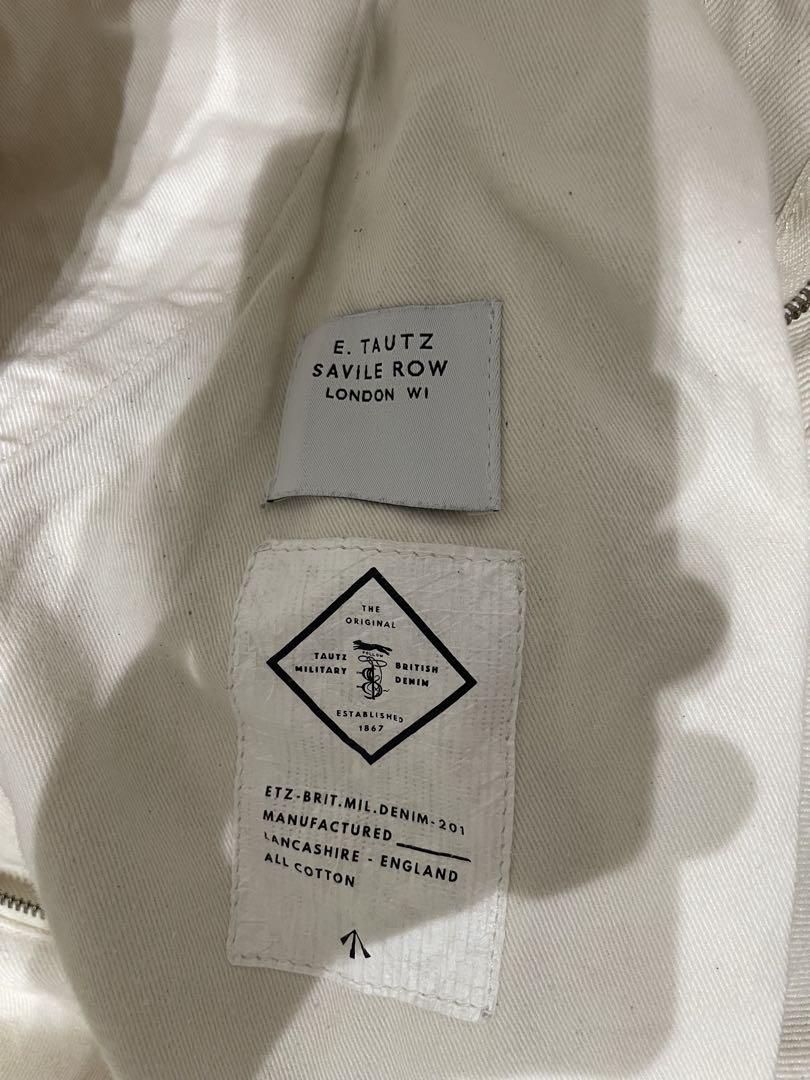 E. TAUTZ
SAVILE ROW
LONDON W1
THE
ORIGINAL
FOLLOW
TAUTZ BRITISH
MILITARY DENIM
ESTABLISHED
1867
ETZ-BRIT.MIL.DENIM-201
MANUFACTURED
LANCASHIRE - ENGLAND
ALL COTTON